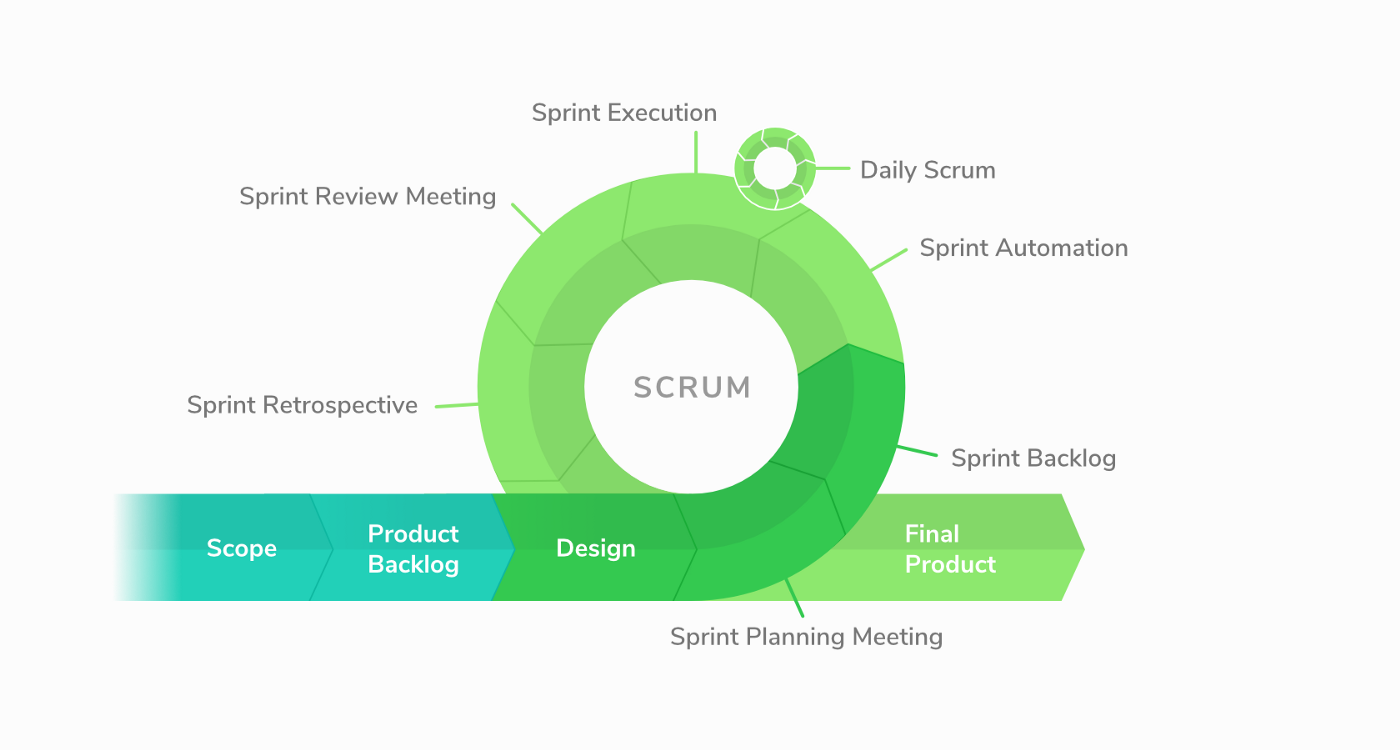 Sprint Execution
Daily Scrum
Sprint Review Meeting
Sprint Automation
SCRUM
Sprint Retrospective
Sprint Backlog
Scope
Product
Backlog
Design
Final
Product
Sprint Planning Meeting